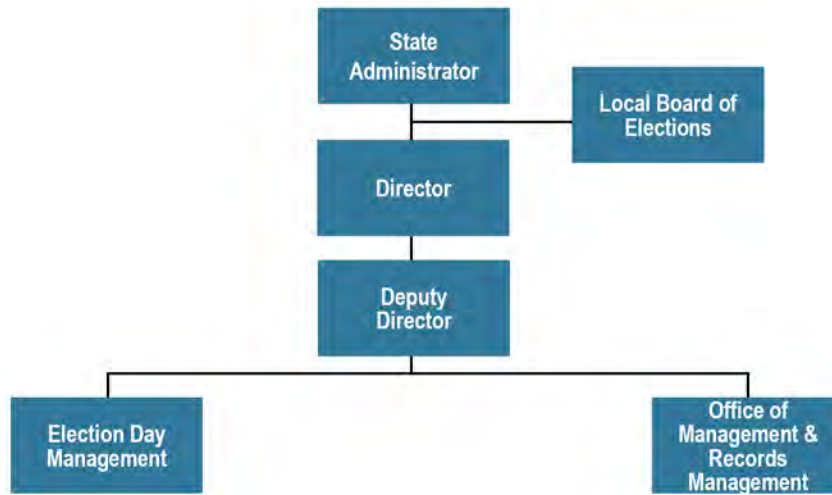 State
Administrator
Local Board of
Elections
Director
Deputy
Director
Election Day
Management
Office of
Management &
Records
Management